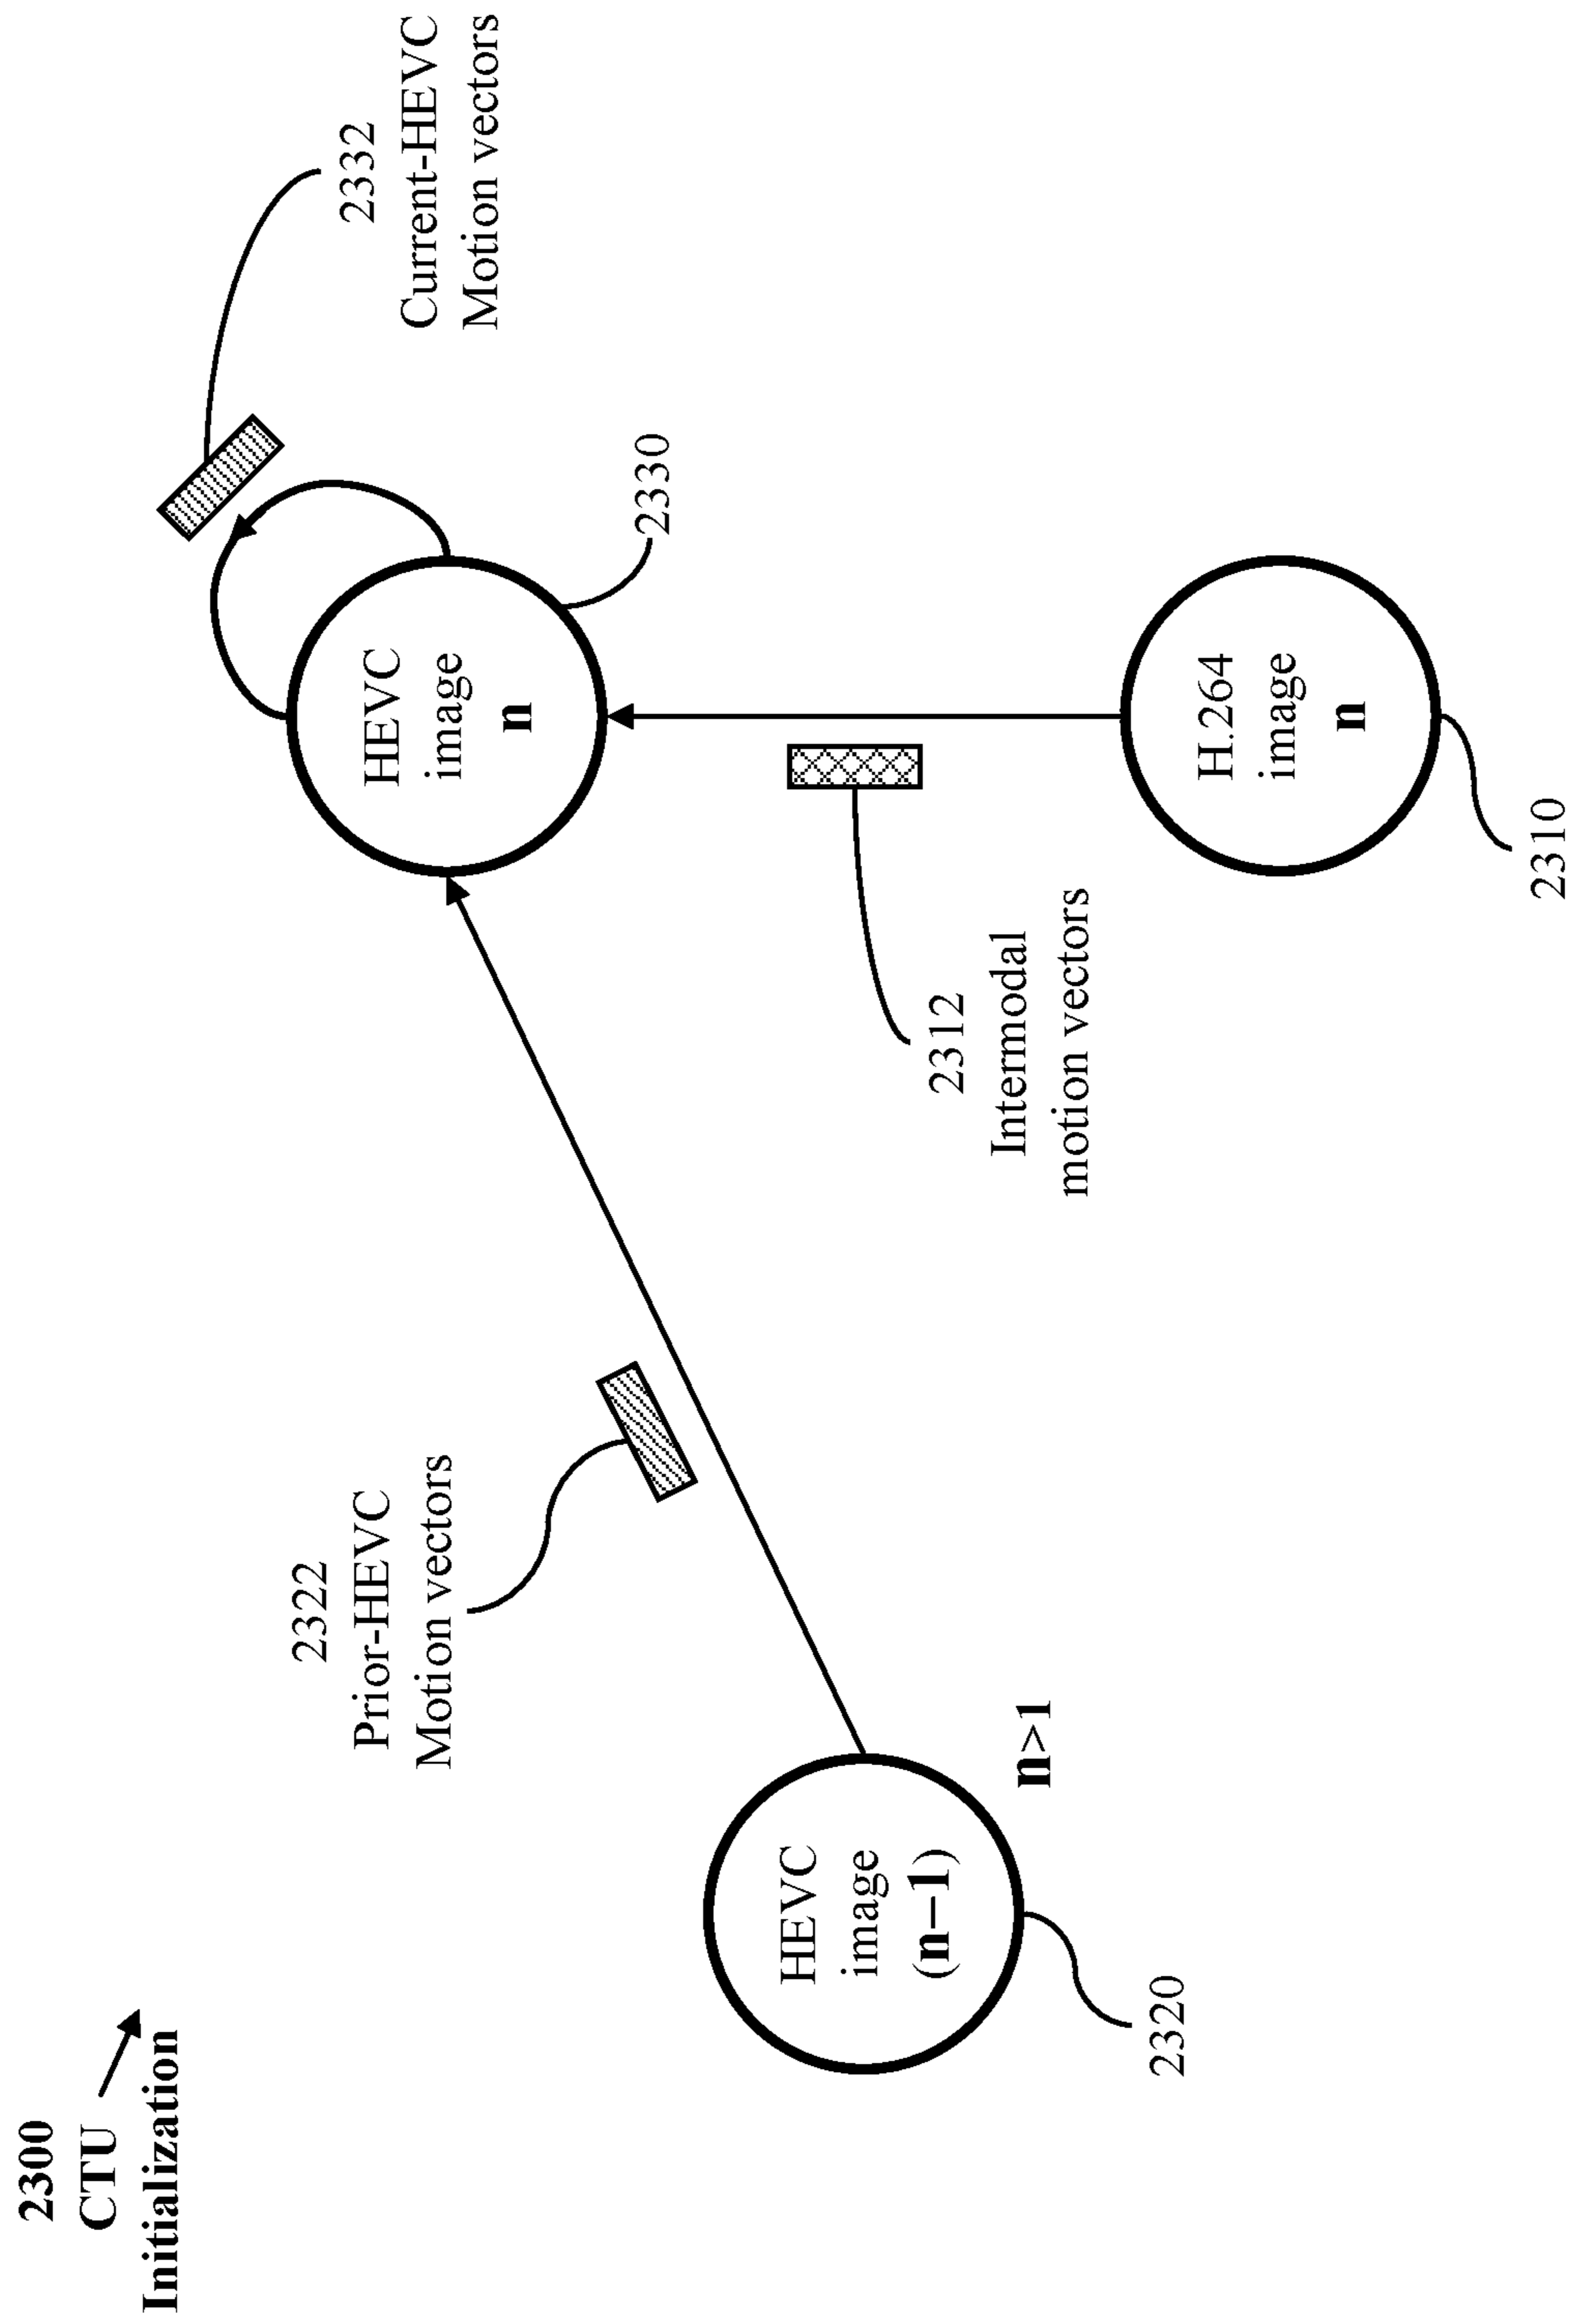 2300
CTU
Initialization
2322
Prior-HEVC
Motion vectors
2332
Current-HEVC
Motion vectors
HEVC
image
n
2330
HEVC
image
(n−1)
n>1
2320
2312
Intermodal
motion vectors
H.264
image
n
2310